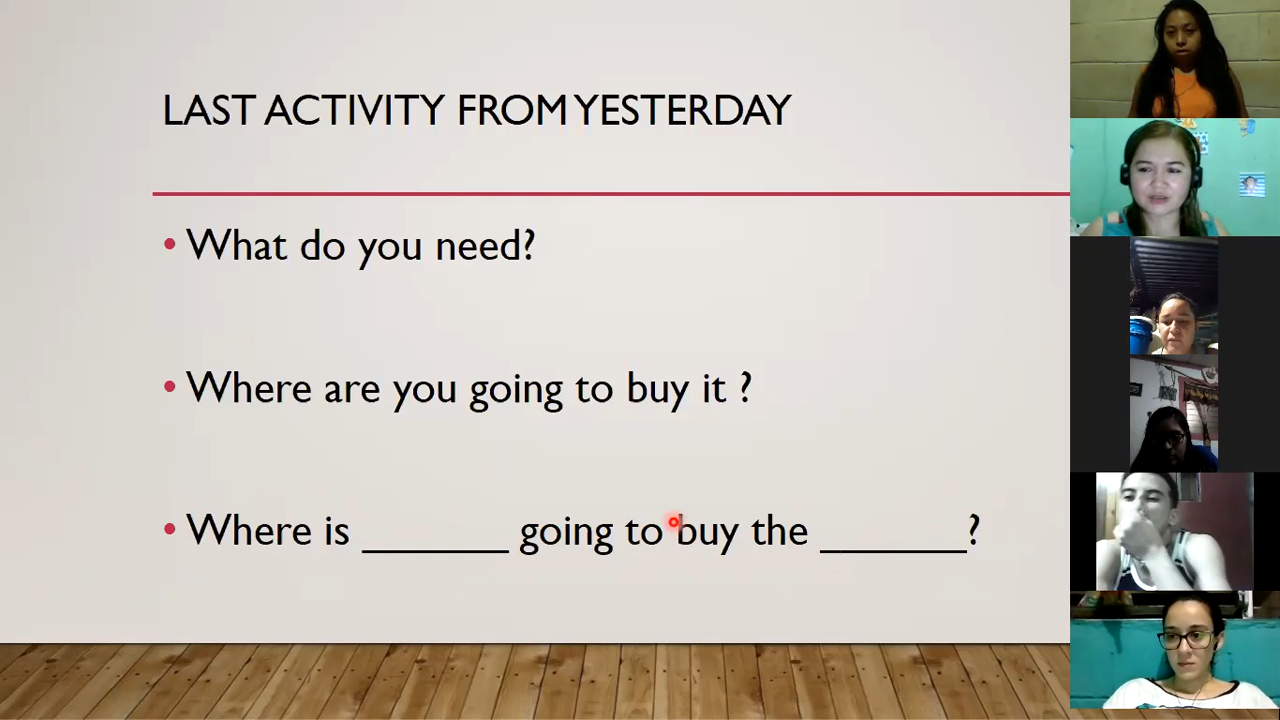 LAST ACTIVITY FROM YESTERDAY
• What do you need?
• Where are you going to buy it ?
• Where is _______ going to buy the _______?